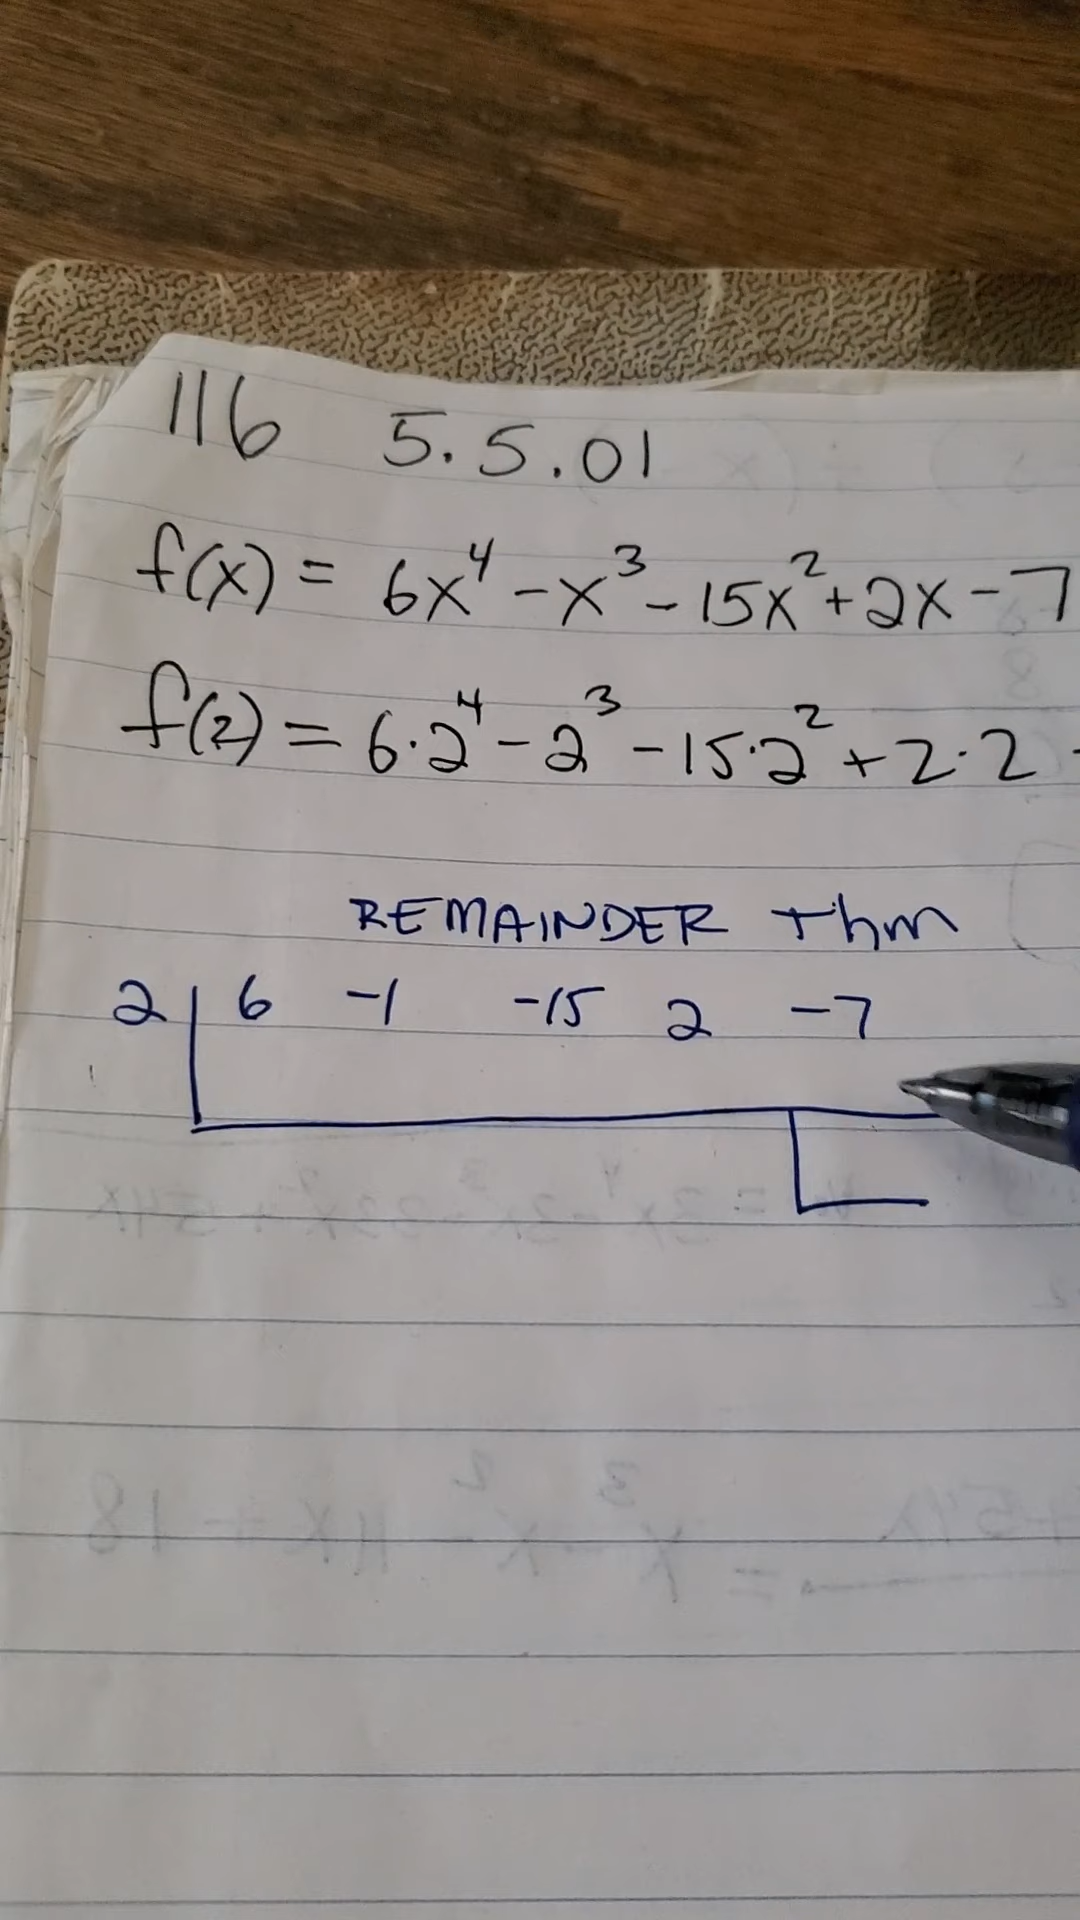 116 5.5.01
f(x) = 6x⁴ - x³ - 15x² + 2x - 7
f(2) = 6·2⁴ - 2³ - 15·2² + 2·2 -
REMAINDER Thm
2 6 -1 -15 2 -7